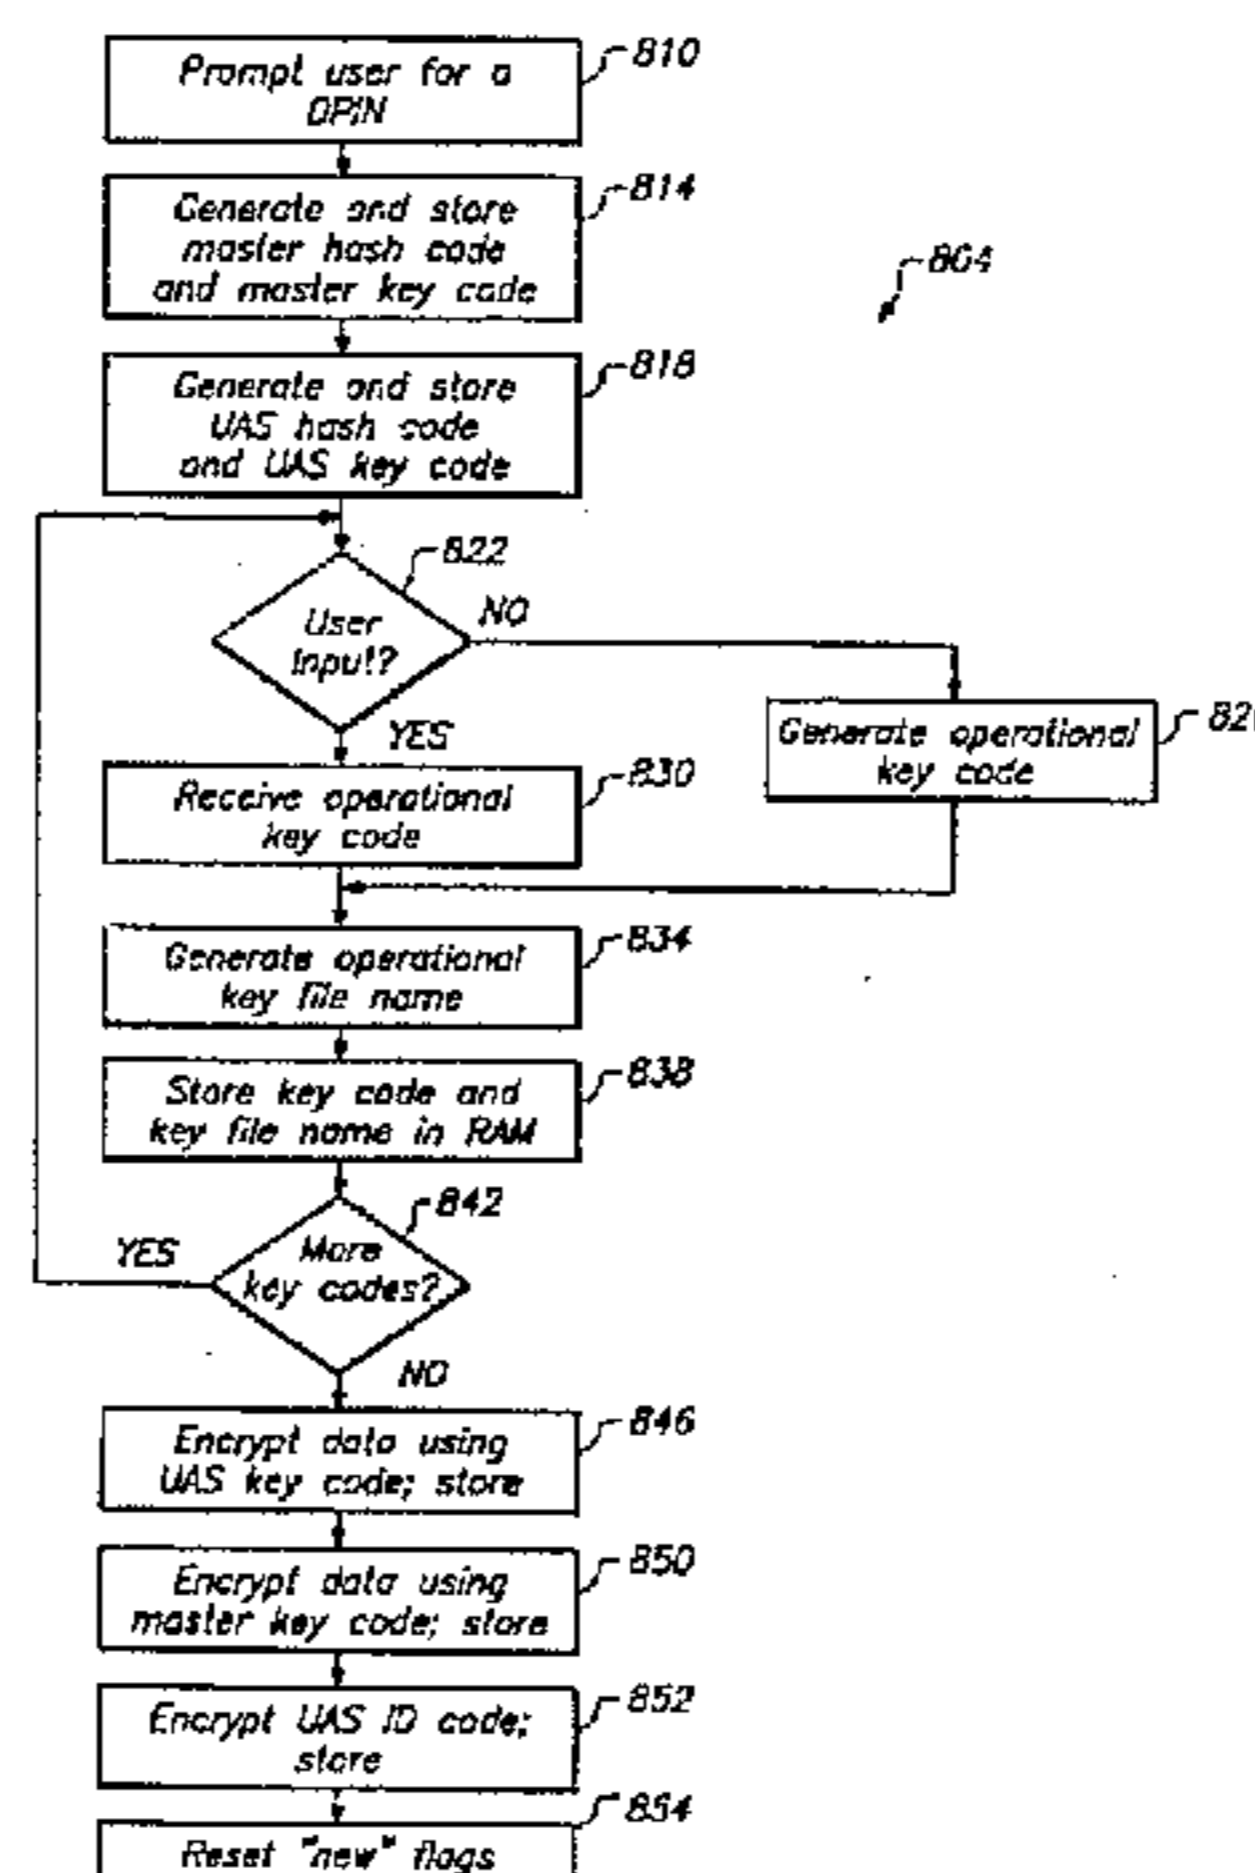 Prompt user for a
OPIN
810
Generate and store
master hash code
and master key code
814
804
Generate and store
UAS hash code
and UAS key code
818
822
User
Input?
NO
YES
Generate operational
key code
Receive operational
key code
830
Generate operational
key file name
834
Store key code and
key file name in RAM
838
842
More
key codes?
YES
NO
Encrypt data using
UAS key code; store
846
Encrypt data using
master key code; store
850
Encrypt UAS ID code;
store
852
854
Reset "new" flags